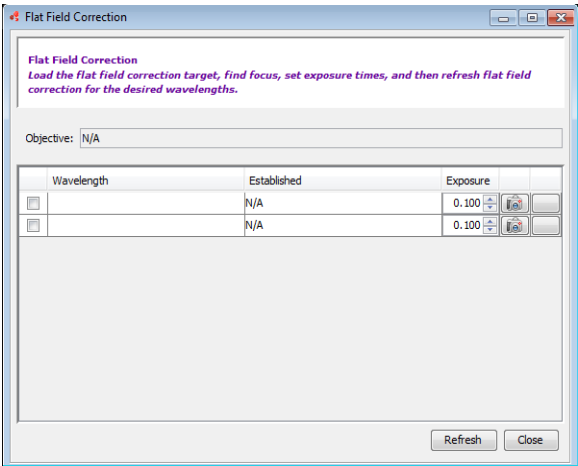 Flat Field Correction
Flat Field Correction
Load the flat field correction target, find focus, set exposure times, and then refresh flat field
correction for the desired wavelengths.
Objective: N/A
Wavelength Established Exposure
N/A 0.100
N/A 0.100
Refresh Close